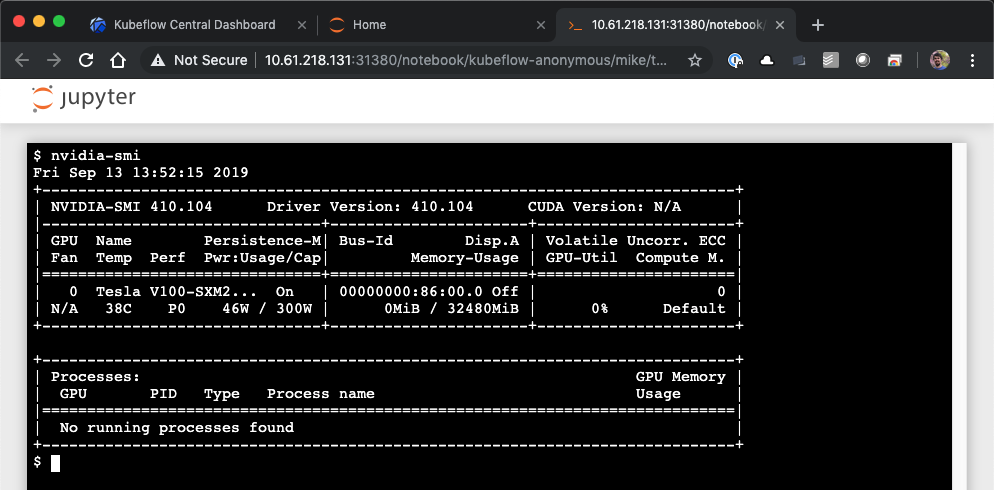 Kubeflow Central Dashboard
Home
10.61.218.131:31380/notebook/
Not Secure | 10.61.218.131:31380/notebook/kubeflow-anonymous/mike/t...
jupyter
$ nvidia-smi
Fri Sep 13 13:52:15 2019
+-----------------------------------------------------------------------------+
| NVIDIA-SMI 410.104      Driver Version: 410.104      CUDA Version: N/A      |
|-------------------------------+----------------------+----------------------+
| GPU  Name        Persistence-M| Bus-Id        Disp.A | Volatile Uncorr. ECC |
| Fan  Temp  Perf  Pwr:Usage/Cap|         Memory-Usage | GPU-Util  Compute M. |
|===============================+======================+======================|
|   0  Tesla V100-SXM2...  On   | 00000000:86:00.0 Off |                    0 |
| N/A   38C    P0    46W / 300W |      0MiB / 32480MiB |      0%      Default |
+-------------------------------+----------------------+----------------------+
+-----------------------------------------------------------------------------+
| Processes:                                                       GPU Memory |
|  GPU       PID   Type   Process name                             Usage      |
|=============================================================================|
|  No running processes found                                                 |
+-----------------------------------------------------------------------------+
$